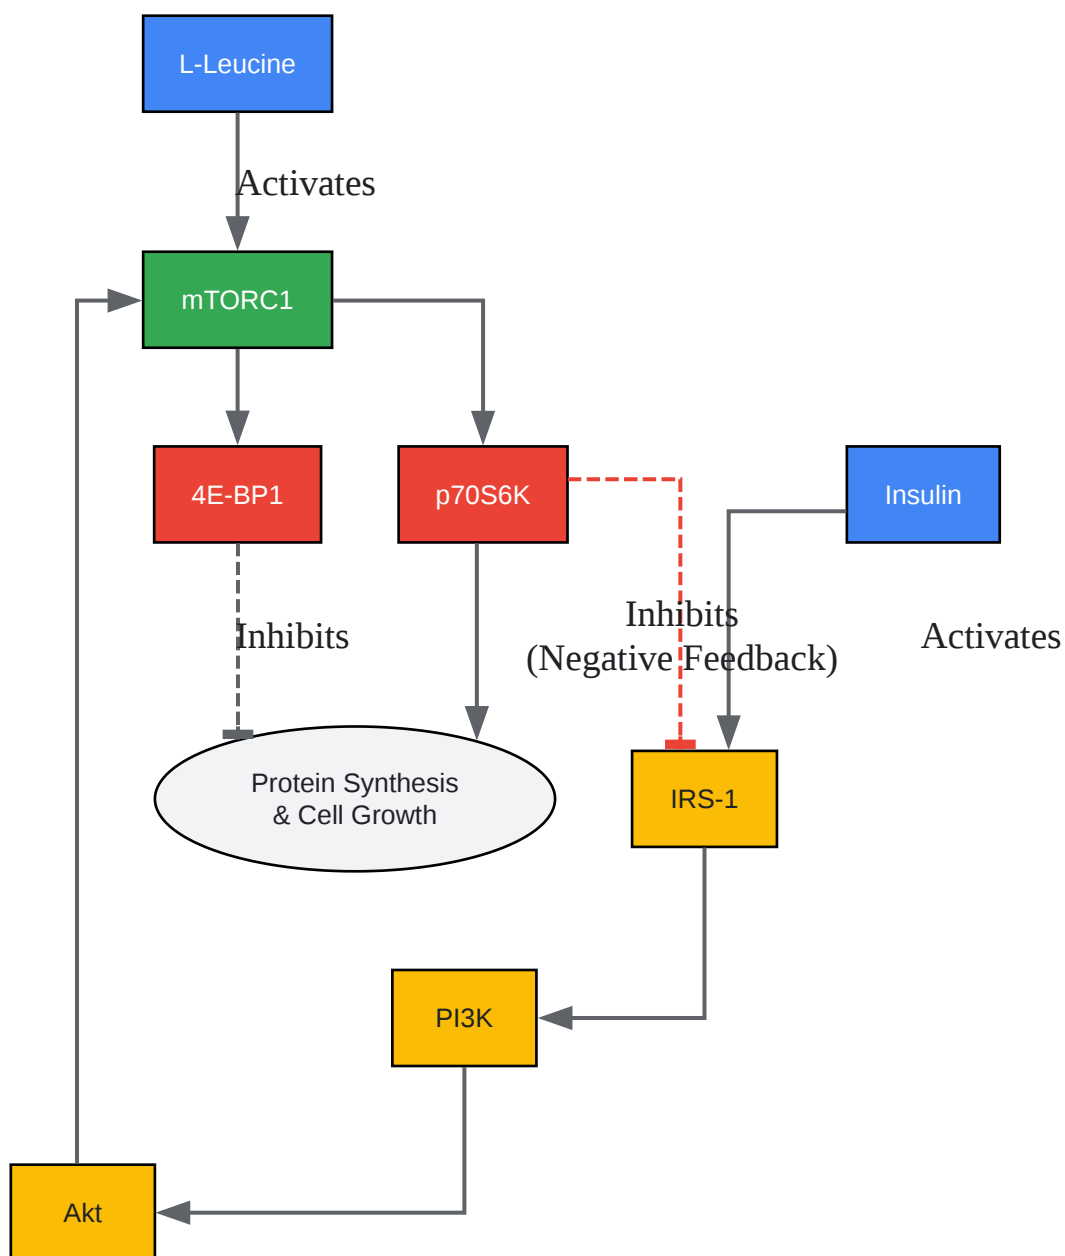 L-Leucine
Activates
mTORC1
4E-BP1
p70S6K
Insulin
Inhibits
Inhibits
(Negative Feedback)
Activates
Protein Synthesis
& Cell Growth
IRS-1
PI3K
Akt